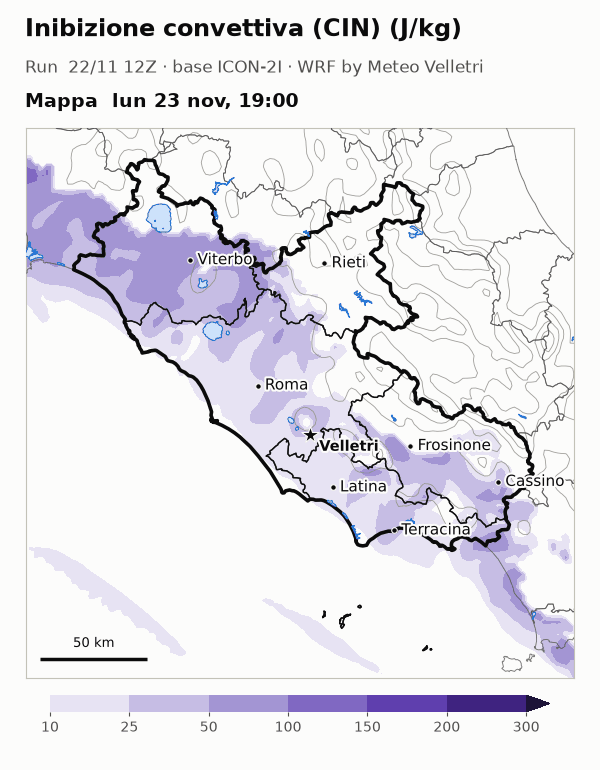 Inibizione convettiva (CIN) (J/kg)
Run  22/11 12Z · base ICON-2I · WRF by Meteo Velletri
Mappa  lun 23 nov, 19:00
Viterbo
Rieti
Roma
Velletri
Frosinone
Cassino
Latina
Terracina
50 km
10 25 50 100 150 200 300